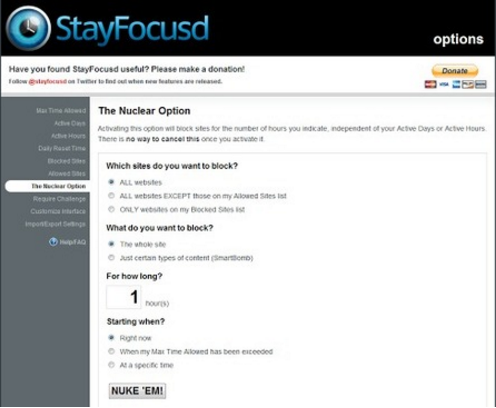 StayFocusd
options
Have you found StayFocusd useful? Please make a donation!
Follow @stayfocusd on Twitter to find out when new features are released.
Donate
Max Time Allowed
Active Days
Active Hours
Daily Reset Time
Blocked Sites
Allowed Sites
The Nuclear Option
Require Challenge
Customize Interface
Import/Export Settings
Help/FAQ
The Nuclear Option
Activating this option will block sites for the number of hours you indicate, independent of your Active Days or Active Hours.
There is no way to cancel this once you activate it.
Which sites do you want to block?
ALL websites
ALL websites EXCEPT those on my Allowed Sites list
ONLY websites on my Blocked Sites list
What do you want to block?
The whole site
Just certain types of content (SmartBomb)
For how long?
1 hour(s)
Starting when?
Right now
When my Max Time Allowed has been exceeded
At a specific time
NUKE 'EM!